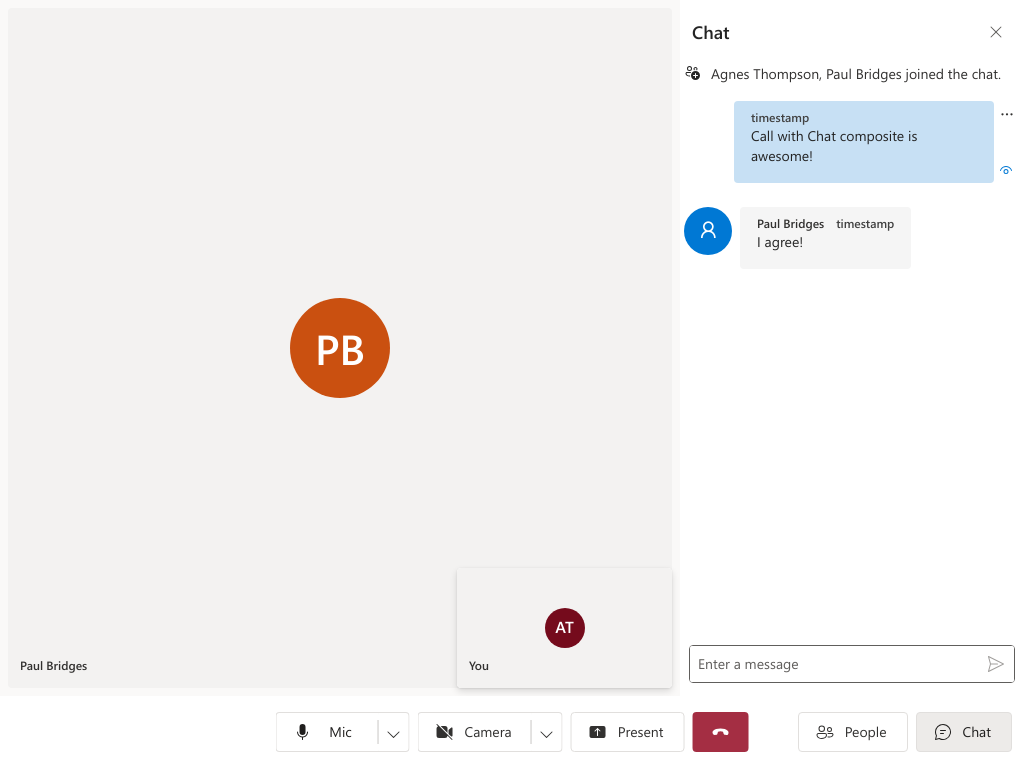 Chat
Agnes Thompson, Paul Bridges joined the chat.
timestamp
Call with Chat composite is
awesome!
Paul Bridges timestamp
I agree!
PB
AT
Paul Bridges
You
Enter a message
Mic
Camera
Present
People
Chat